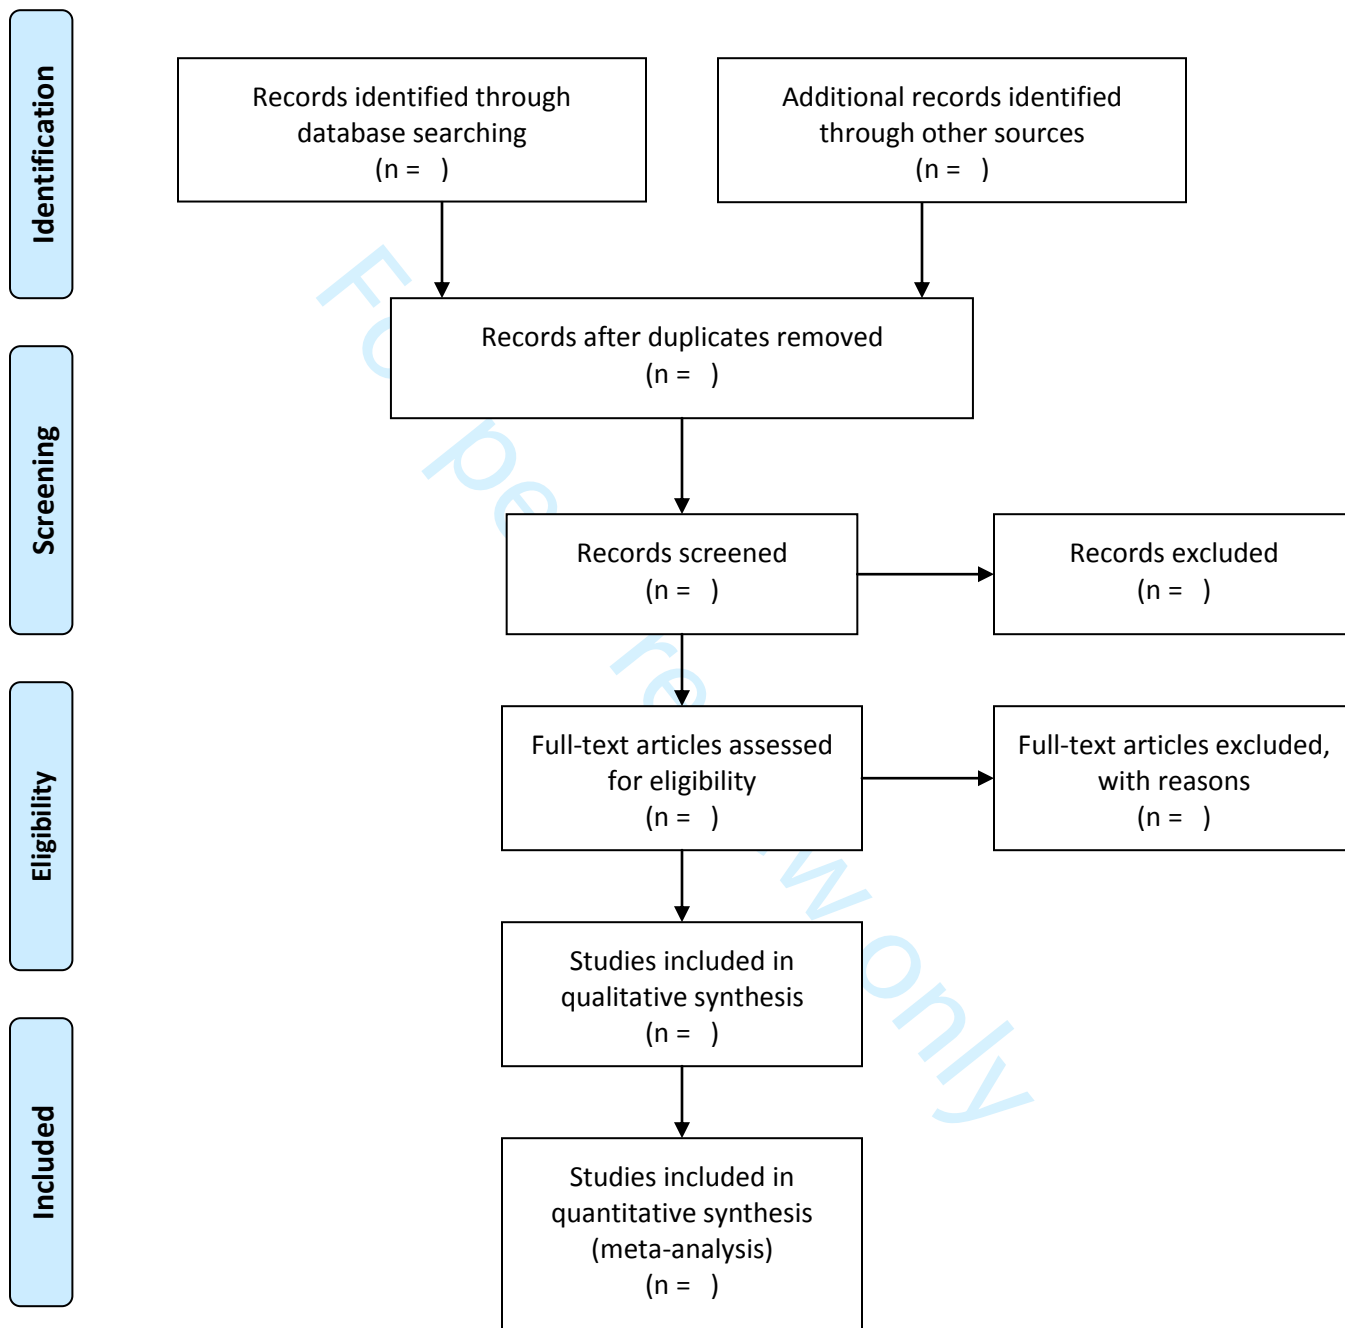 Identification
Records identified through
database searching
(n =   )
Additional records identified
through other sources
(n =   )
Records after duplicates removed
(n =   )
Screening
Records screened
(n =   )
Records excluded
(n =   )
Eligibility
Full-text articles assessed
for eligibility
(n =   )
Full-text articles excluded,
with reasons
(n =   )
Studies included in
qualitative synthesis
(n =   )
Included
Studies included in
quantitative synthesis
(meta-analysis)
(n =   )
For peer review only